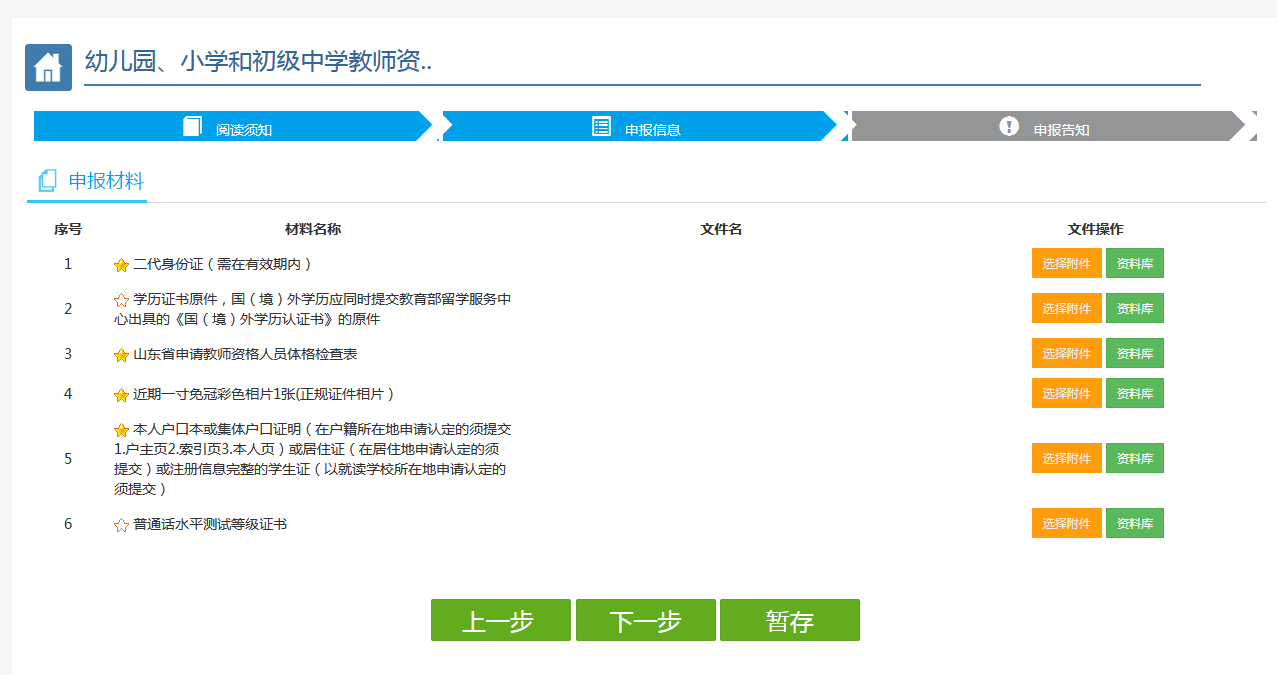 幼儿园、小学和初级中学教师资..
阅读须知
申报信息
申报告知
申报材料
序号 材料名称 文件名 文件操作
1 二代身份证（需在有效期内） 选择附件 资料库
学历证书原件，国（境）外学历应同时提交教育部留学服务中
2 选择附件 资料库
心出具的《国（境）外学历认证书》的原件
3 山东省申请教师资格人员体格检查表 选择附件 资料库
4 近期一寸免冠彩色相片1张(正规证件相片） 选择附件 资料库
本人户口本或集体户口证明（在户籍所在地申请认定的须提交
1.户主页2.索引页3.本人页）或居住证（在居住地申请认定的须
5 选择附件 资料库
提交）或注册信息完整的学生证（以就读学校所在地申请认定的
须提交）
6 普通话水平测试等级证书 选择附件 资料库
上一步 下一步 暂存